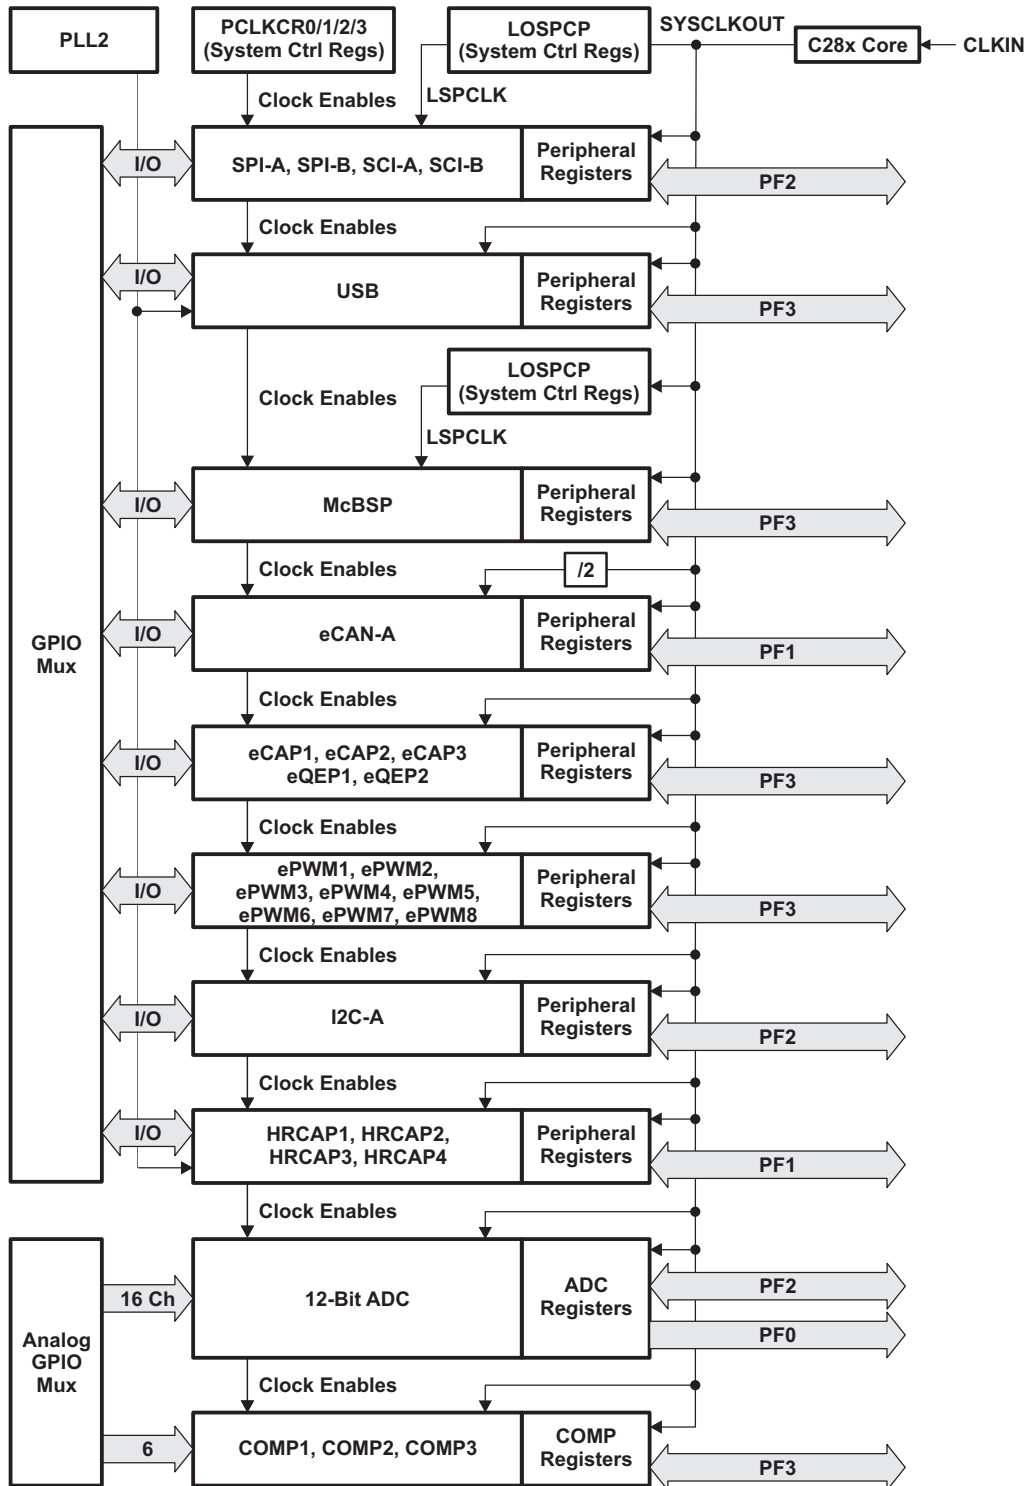 PLL2
PCLKCR0/1/2/3
(System Ctrl Regs)
LOSPCP
(System Ctrl Regs)
SYSCLKOUT
C28x Core
CLKIN
Clock Enables
LSPCLK
I/O
SPI-A, SPI-B, SCI-A, SCI-B
Peripheral
Registers
PF2
Clock Enables
I/O
USB
Peripheral
Registers
PF3
LOSPCP
(System Ctrl Regs)
Clock Enables
LSPCLK
I/O
McBSP
Peripheral
Registers
PF3
Clock Enables
/2
GPIO
Mux
I/O
eCAN-A
Peripheral
Registers
PF1
Clock Enables
I/O
eCAP1, eCAP2, eCAP3
eQEP1, eQEP2
Peripheral
Registers
PF3
Clock Enables
I/O
ePWM1, ePWM2,
ePWM3, ePWM4, ePWM5,
ePWM6, ePWM7, ePWM8
Peripheral
Registers
PF3
Clock Enables
I/O
I2C-A
Peripheral
Registers
PF2
Clock Enables
I/O
HRCAP1, HRCAP2,
HRCAP3, HRCAP4
Peripheral
Registers
PF1
Clock Enables
Analog
GPIO
Mux
16 Ch
12-Bit ADC
ADC
Registers
PF2
PF0
Clock Enables
6
COMP1, COMP2, COMP3
COMP
Registers
PF3